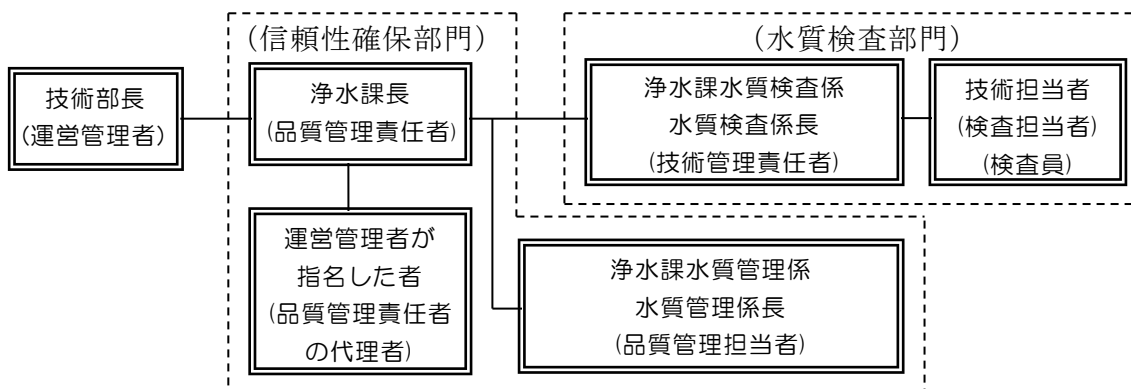 （信頼性確保部門）
（水質検査部門）
技術部長
（運営管理者）
浄水課長
（品質管理責任者）
浄水課水質検査係
水質検査係長
（技術管理責任者）
技術担当者
（検査担当者）
（検査員）
運営管理者が
指名した者
（品質管理責任者
の代理者）
浄水課水質管理係
水質管理係長
（品質管理担当者）